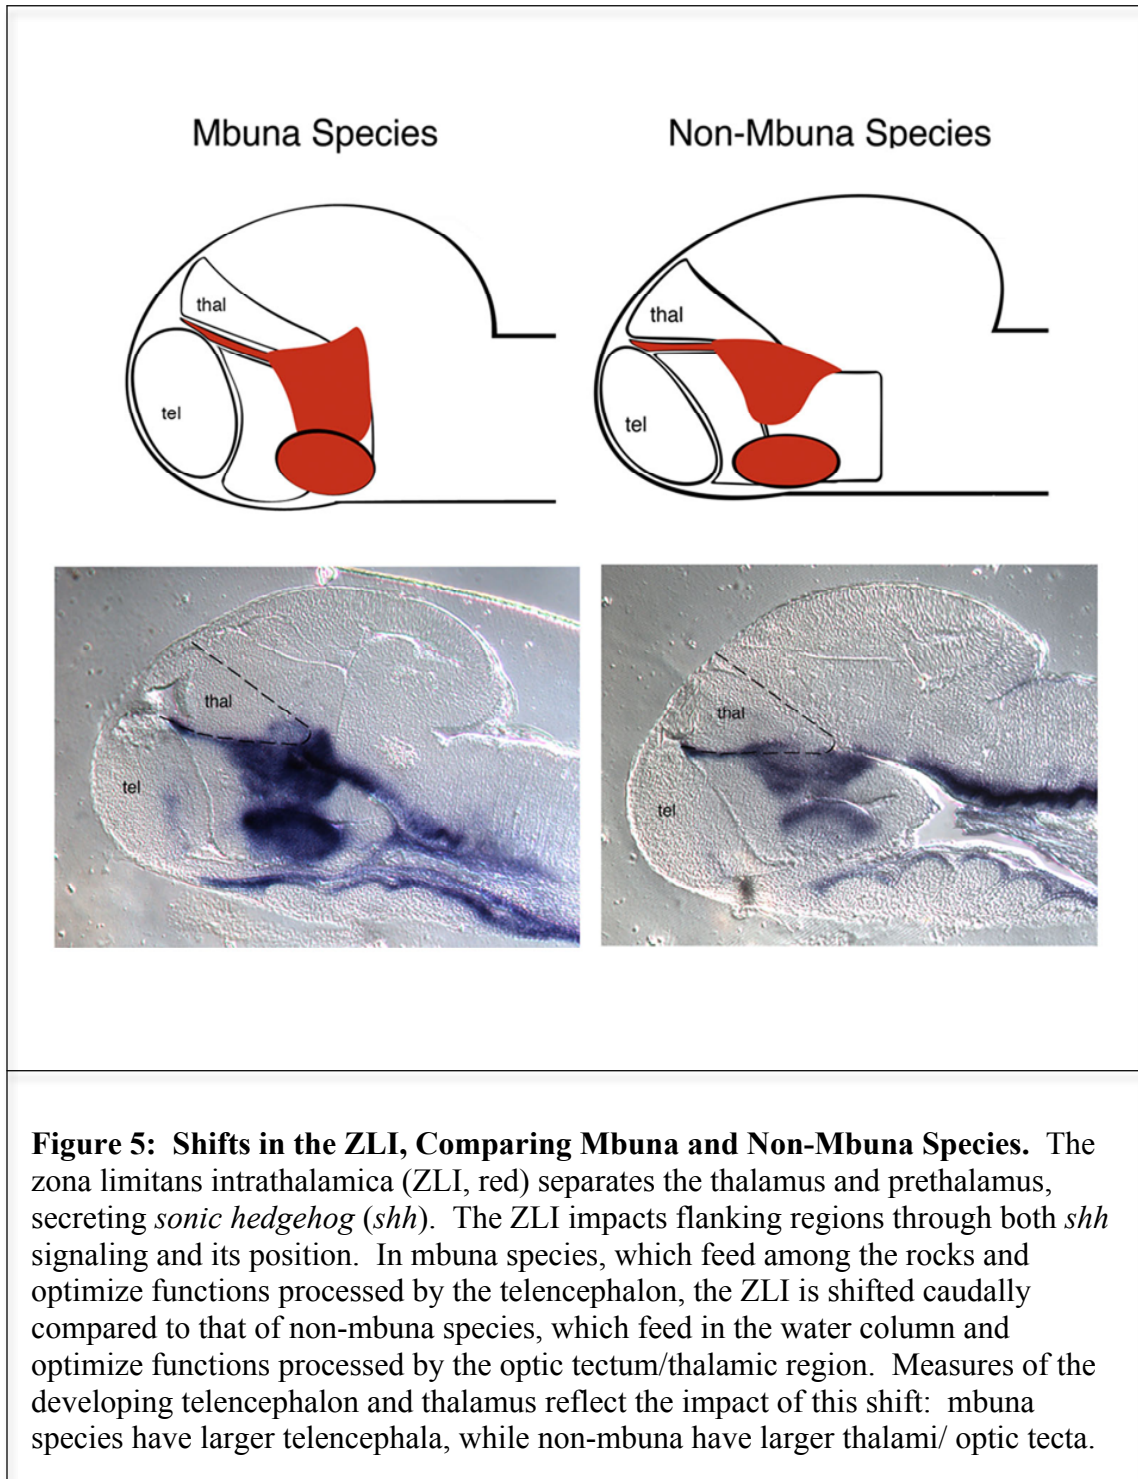 Mbuna Species
Non-Mbuna Species
thal
tel
thal
tel
thal
tel
thal
tel
Figure 5:  Shifts in the ZLI, Comparing Mbuna and Non-Mbuna Species.  The
zona limitans intrathalamica (ZLI, red) separates the thalamus and prethalamus,
secreting sonic hedgehog (shh).  The ZLI impacts flanking regions through both shh
signaling and its position.  In mbuna species, which feed among the rocks and
optimize functions processed by the telencephalon, the ZLI is shifted caudally
compared to that of non-mbuna species, which feed in the water column and
optimize functions processed by the optic tectum/thalamic region.  Measures of the
developing telencephalon and thalamus reflect the impact of this shift:  mbuna
species have larger telencephala, while non-mbuna have larger thalami/ optic tecta.